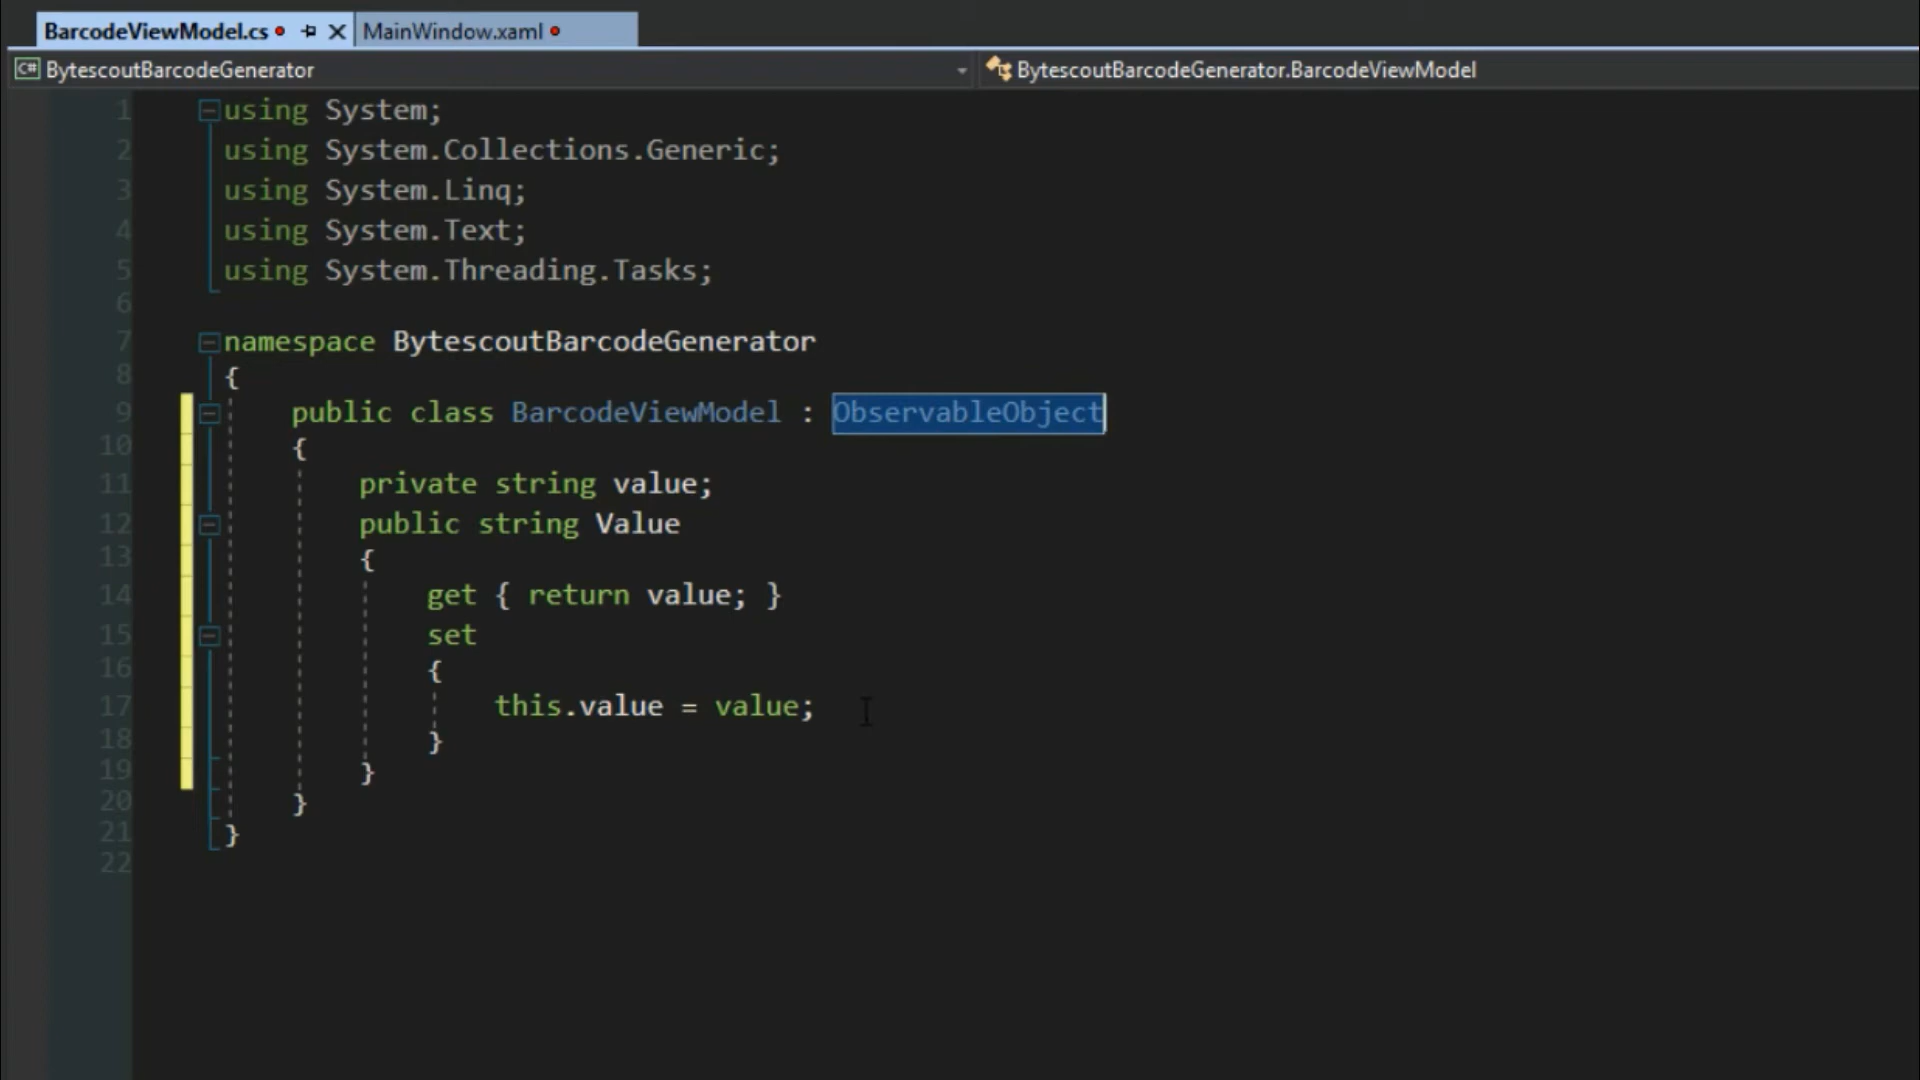 BarcodeViewModel.cs MainWindow.xaml
C# BytescoutBarcodeGenerator BytescoutBarcodeGenerator.BarcodeViewModel
1 using System;
2 using System.Collections.Generic;
3 using System.Linq;
4 using System.Text;
5 using System.Threading.Tasks;
6
7 namespace BytescoutBarcodeGenerator
8 {
9 public class BarcodeViewModel : ObservableObject
10 {
11 private string value;
12 public string Value
13 {
14 get { return value; }
15 set
16 {
17 this.value = value;
18 }
19 }
20 }
21 }
22